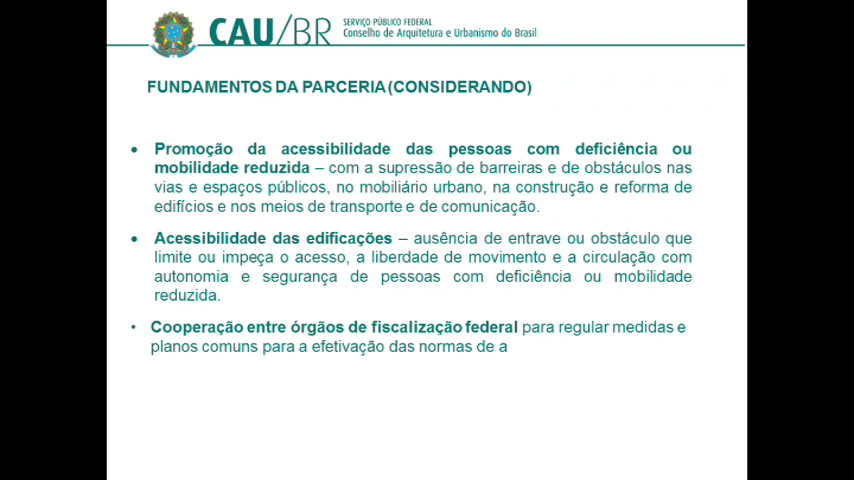 CAU/BR
SERVIÇO PÚBLICO FEDERAL
Conselho de Arquitetura e Urbanismo do Brasil
FUNDAMENTOS DA PARCERIA (CONSIDERANDO)
• Promoção da acessibilidade das pessoas com deficiência ou
mobilidade reduzida – com a supressão de barreiras e de obstáculos nas
vias e espaços públicos, no mobiliário urbano, na construção e reforma de
edifícios e nos meios de transporte e de comunicação.
• Acessibilidade das edificações – ausência de entrave ou obstáculo que
limite ou impeça o acesso, a liberdade de movimento e a circulação com
autonomia e segurança de pessoas com deficiência ou mobilidade
reduzida.
• Cooperação entre órgãos de fiscalização federal para regular medidas e
planos comuns para a efetivação das normas de a